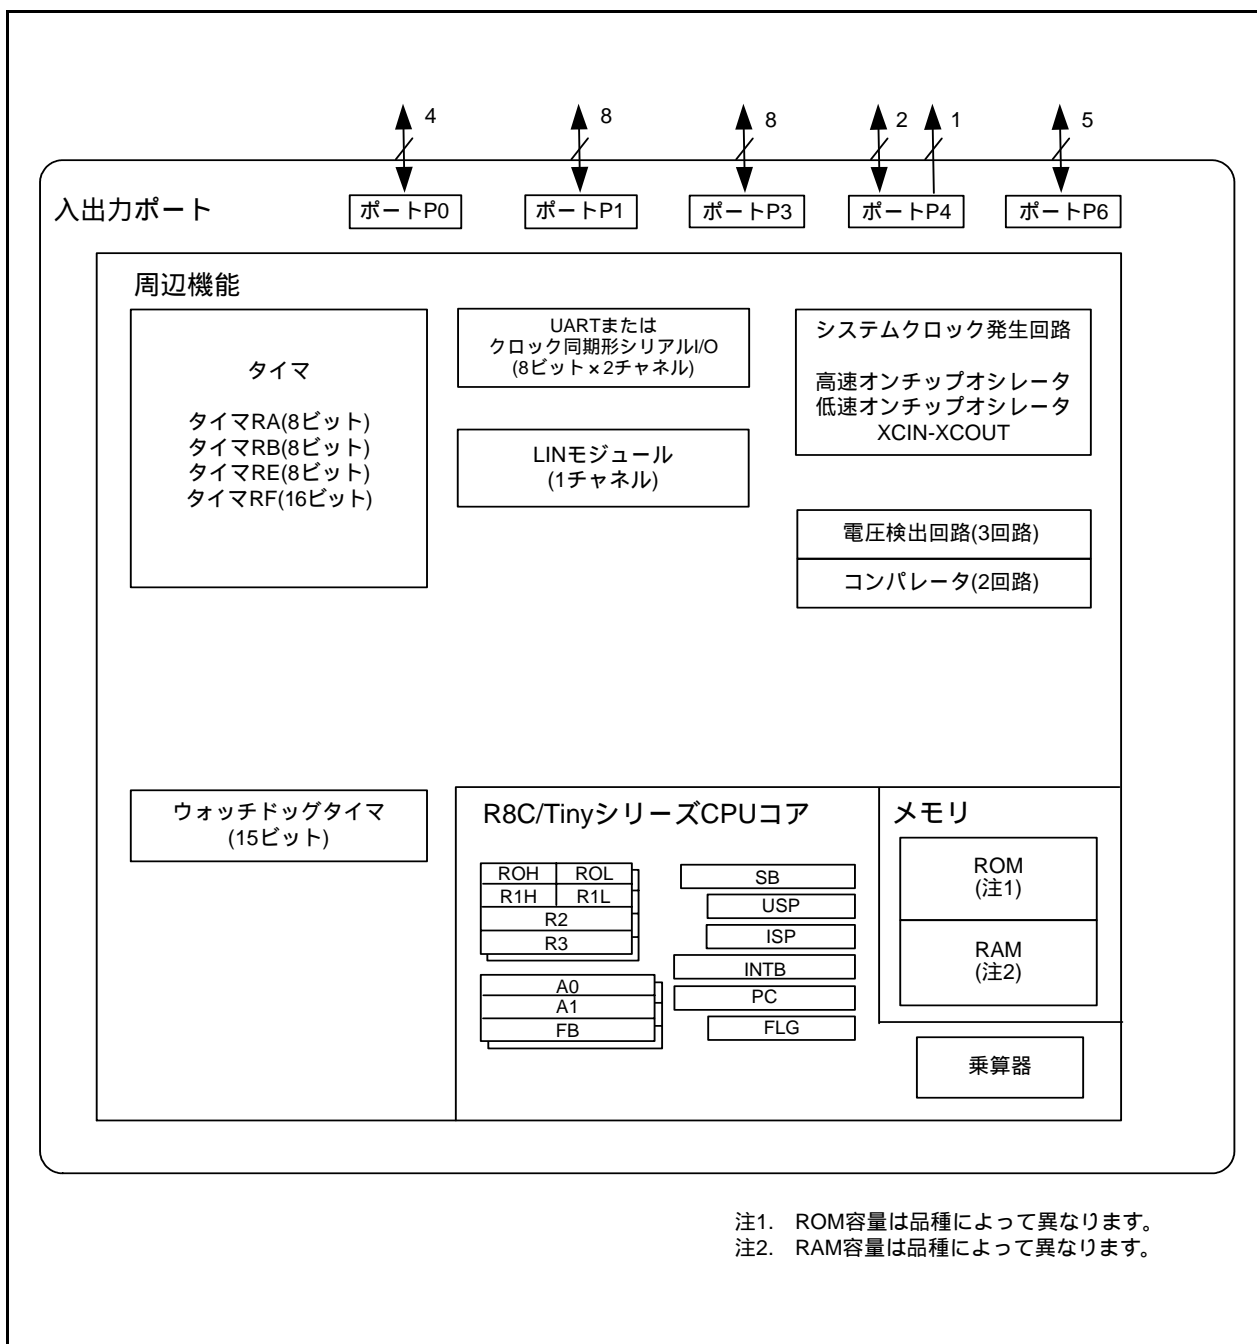 4 8 8 2 1 5
入出力ポート
ポートP0 ポートP1 ポートP3 ポートP4 ポートP6
周辺機能
タイマ
タイマRA(8ビット)
タイマRB(8ビット)
タイマRE(8ビット)
タイマRF(16ビット)
UARTまたは
クロック同期形シリアルI/O
(8ビット×2チャネル)
LINモジュール
(1チャネル)
システムクロック発生回路
高速オンチップオシレータ
低速オンチップオシレータ
XCIN-XCOUT
電圧検出回路(3回路)
コンパレータ(2回路)
ウォッチドッグタイマ
(15ビット)
R8C/TinyシリーズCPUコア
ROH ROL
R1H R1L
R2
R3
A0
A1
FB
SB
USP
ISP
INTB
PC
FLG
メモリ
ROM
(注1)
RAM
(注2)
乗算器
注1. ROM容量は品種によって異なります。
注2. RAM容量は品種によって異なります。